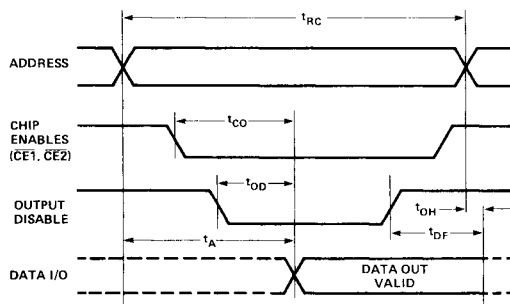 tRC
ADDRESS
tCO
CHIP
ENABLES
(CE1, CE2)
tOD
OUTPUT
DISABLE
tOH
tDF
tA
DATA I/O
DATA OUT
VALID